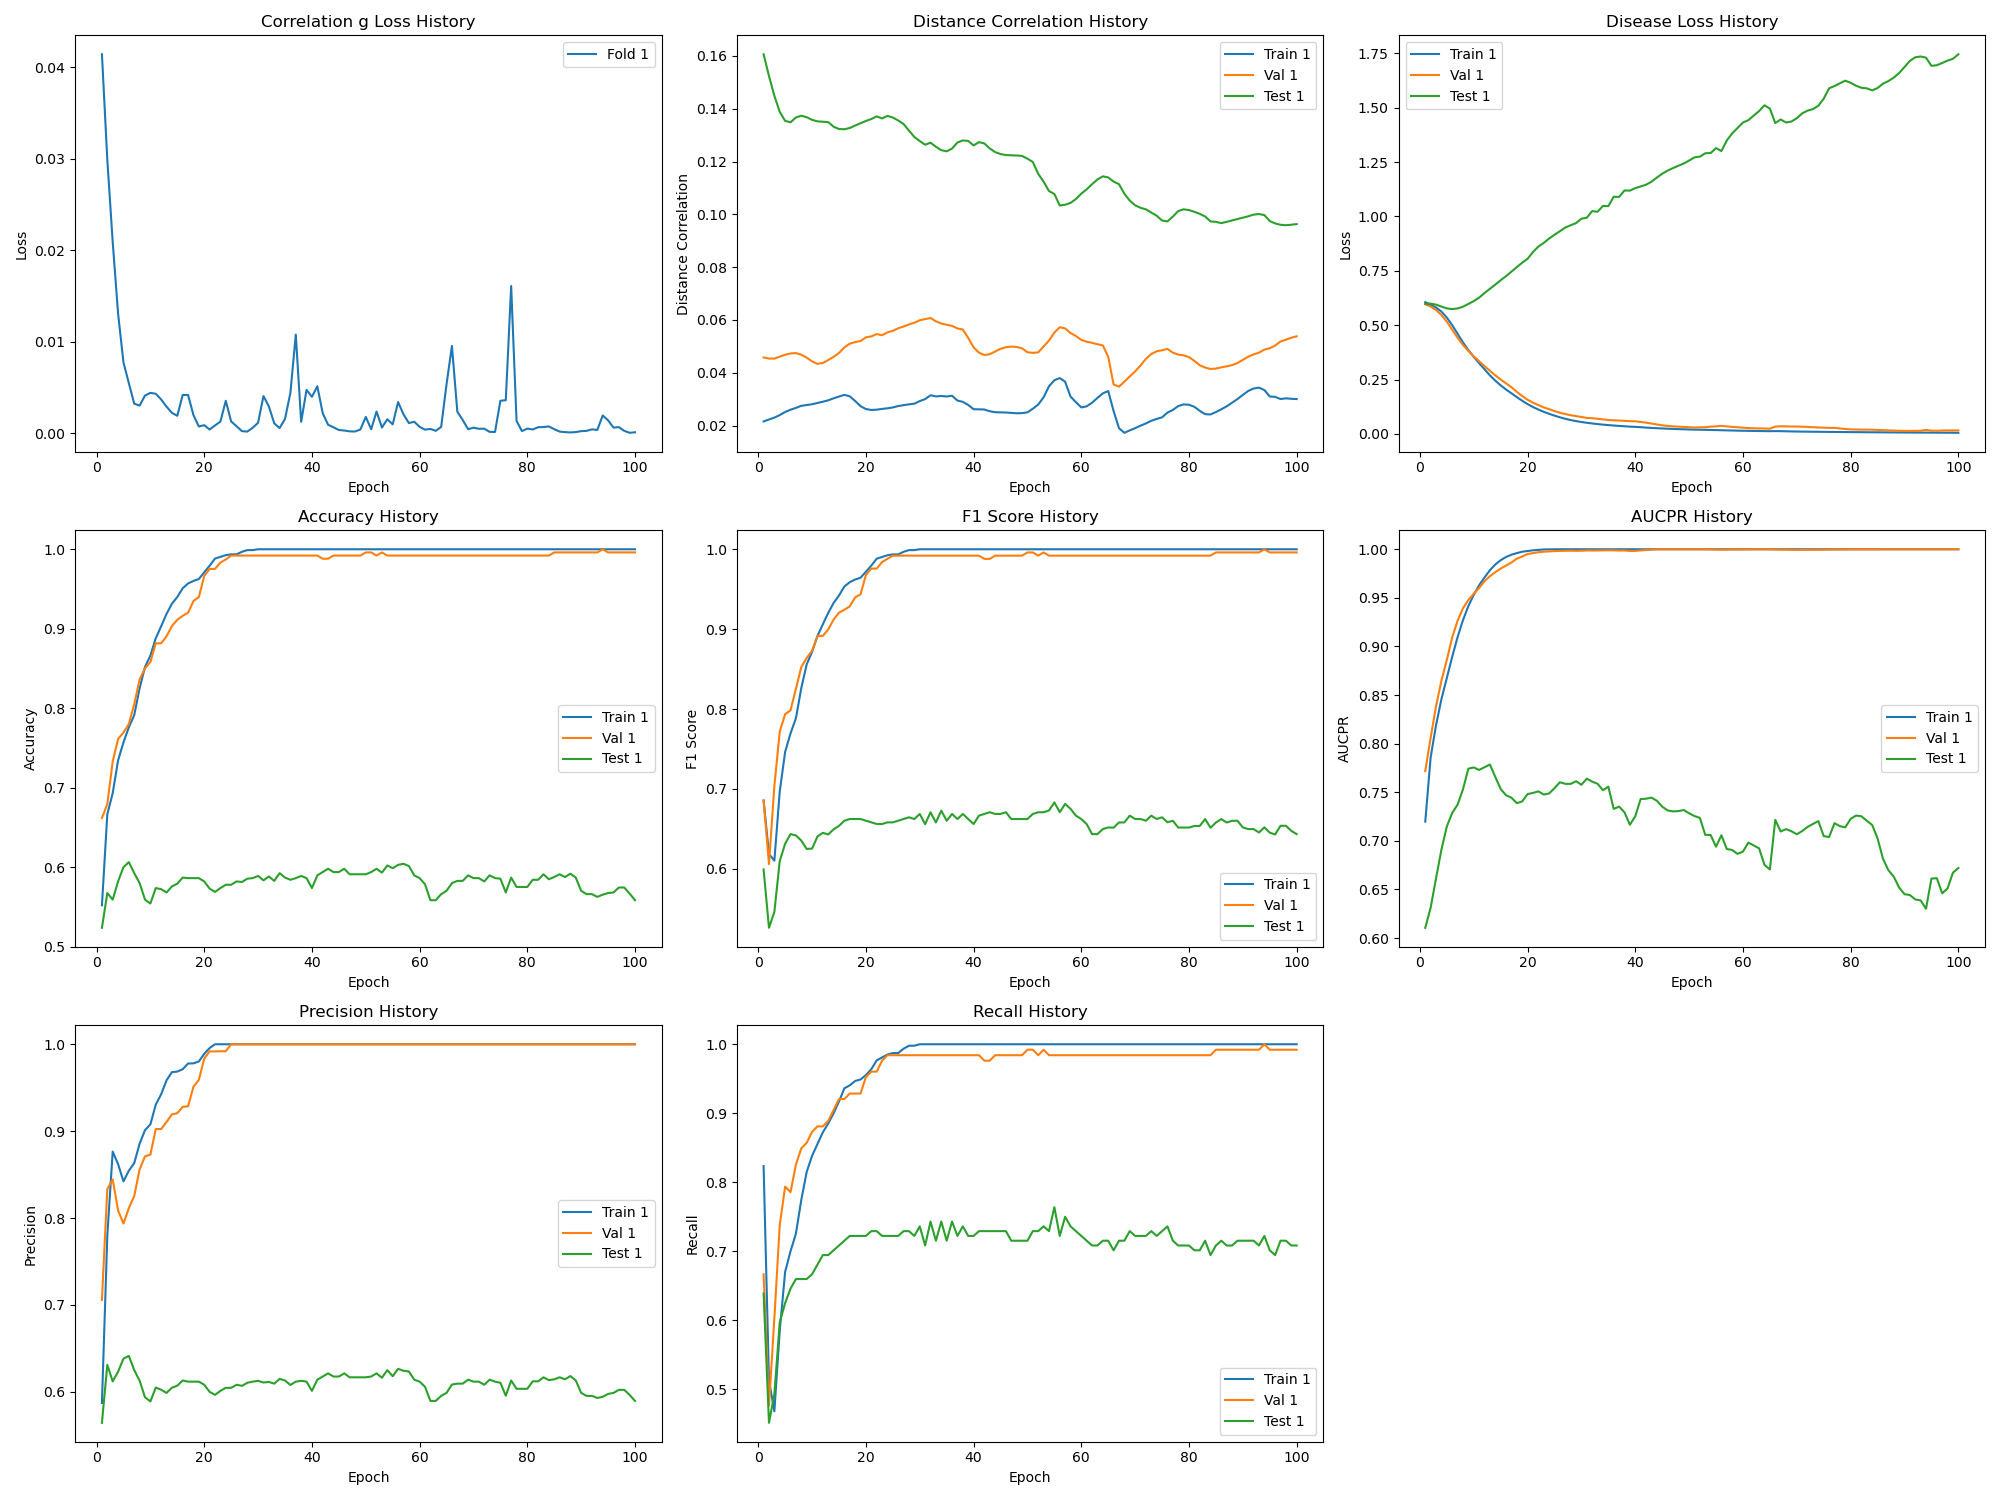 Correlation g Loss History
Loss
0.04
0.03
0.02
0.01
0.00
0 20 40 60 80 100
Epoch
Fold 1
Distance Correlation History
Distance Correlation
0.16
0.14
0.12
0.10
0.08
0.06
0.04
0.02
0 20 40 60 80 100
Epoch
Train 1
Val 1
Test 1
Disease Loss History
Loss
1.75
1.50
1.25
1.00
0.75
0.50
0.25
0.00
0 20 40 60 80 100
Epoch
Train 1
Val 1
Test 1
Accuracy History
Accuracy
1.0
0.9
0.8
0.7
0.6
0.5
0 20 40 60 80 100
Epoch
Train 1
Val 1
Test 1
F1 Score History
F1 Score
1.0
0.9
0.8
0.7
0.6
0 20 40 60 80 100
Epoch
Train 1
Val 1
Test 1
AUCPR History
AUCPR
1.00
0.95
0.90
0.85
0.80
0.75
0.70
0.65
0.60
0 20 40 60 80 100
Epoch
Train 1
Val 1
Test 1
Precision History
Precision
1.0
0.9
0.8
0.7
0.6
0 20 40 60 80 100
Epoch
Train 1
Val 1
Test 1
Recall History
Recall
1.0
0.9
0.8
0.7
0.6
0.5
0 20 40 60 80 100
Epoch
Train 1
Val 1
Test 1